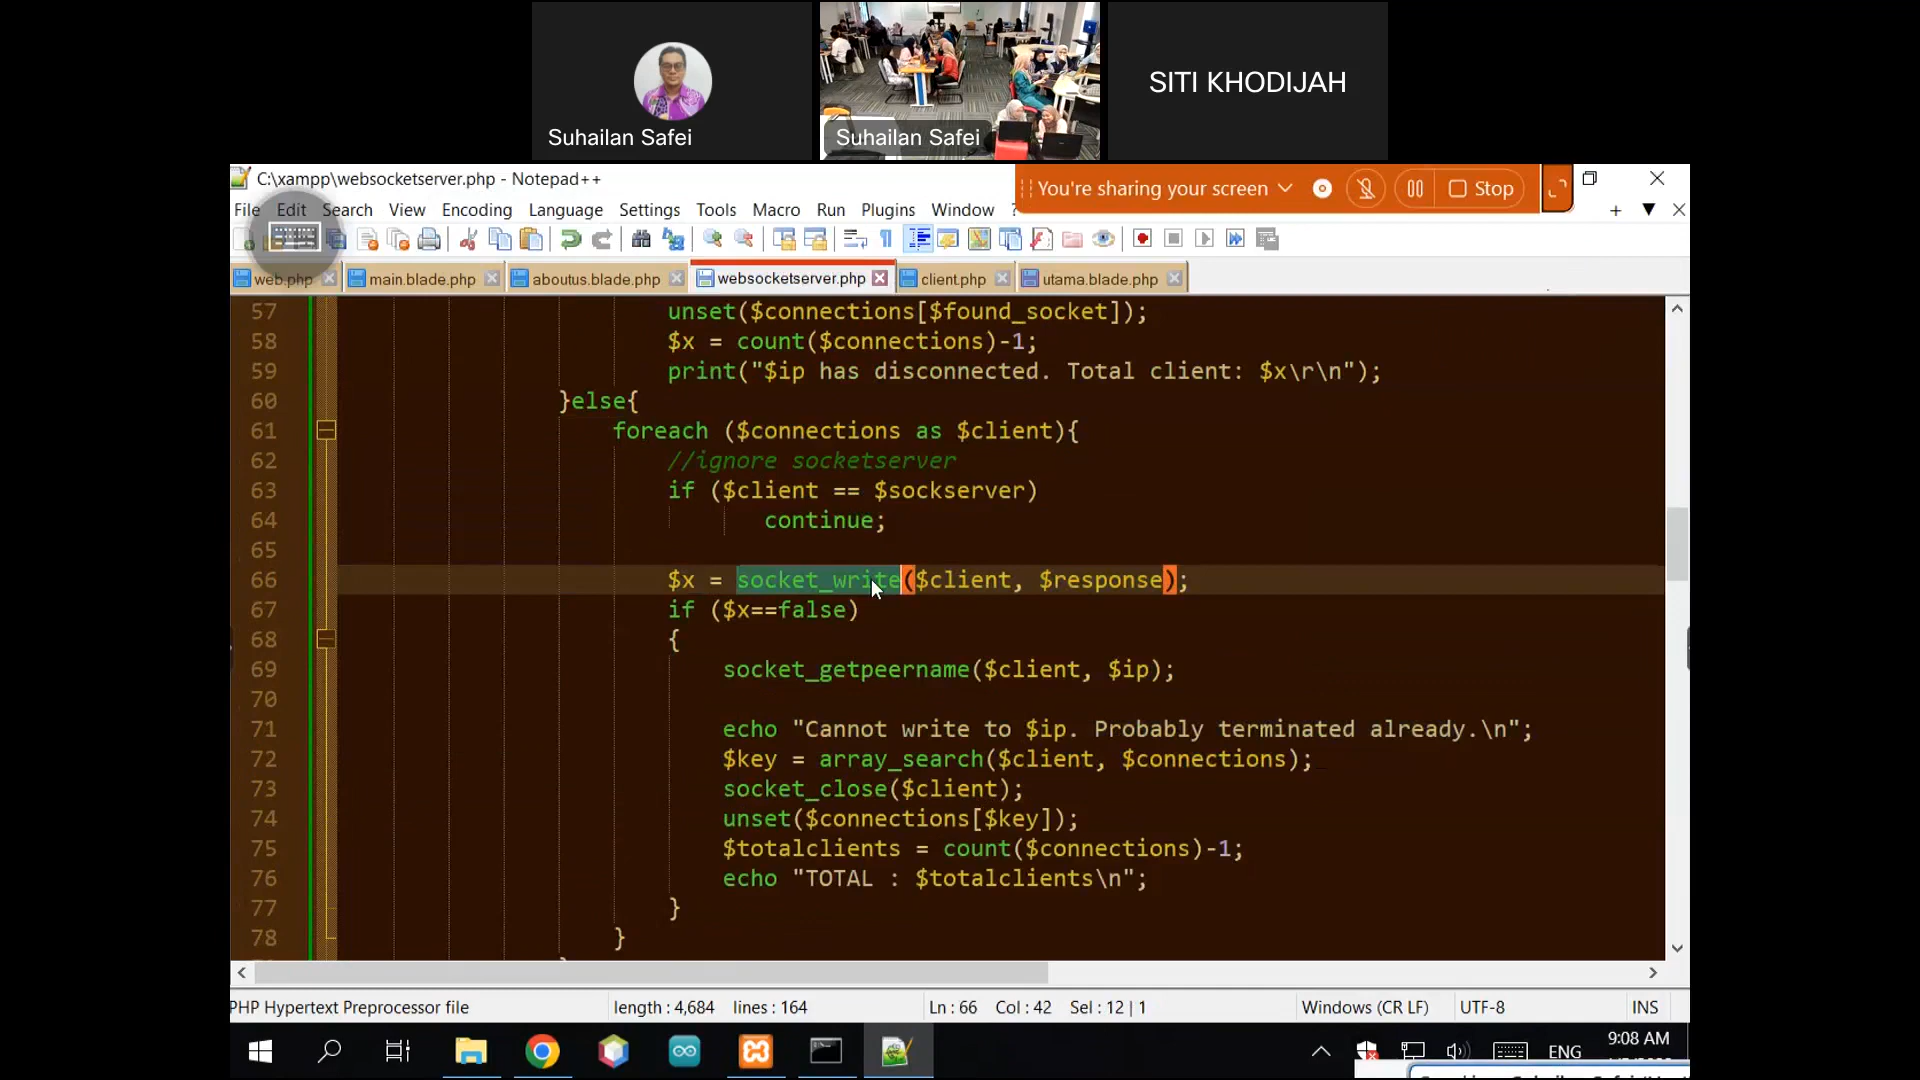 Suhailan Safei
Suhailan Safei
SITI KHODIJAH
C:\xampp\websocketserver.php - Notepad++
You're sharing your screen
Stop
File Edit Search View Encoding Language Settings Tools Macro Run Plugins Window ?
web.php main.blade.php aboutus.blade.php websocketserver.php client.php utama.blade.php
57 unset($connections[$found_socket]);
58 $x = count($connections)-1;
59 print("$ip has disconnected. Total client: $x\r\n");
60 }else{
61 foreach ($connections as $client){
62 //ignore socketserver
63 if ($client == $sockserver)
64 continue;
65
66 $x = socket_write($client, $response);
67 if ($x==false)
68 {
69 socket_getpeername($client, $ip);
70
71 echo "Cannot write to $ip. Probably terminated already.\n";
72 $key = array_search($client, $connections);
73 socket_close($client);
74 unset($connections[$key]);
75 $totalclients = count($connections)-1;
76 echo "TOTAL : $totalclients\n";
77 }
78 }
PHP Hypertext Preprocessor file length : 4,684 lines : 164 Ln : 66 Col : 42 Sel : 12 | 1 Windows (CR LF) UTF-8 INS
ENG
9:08 AM